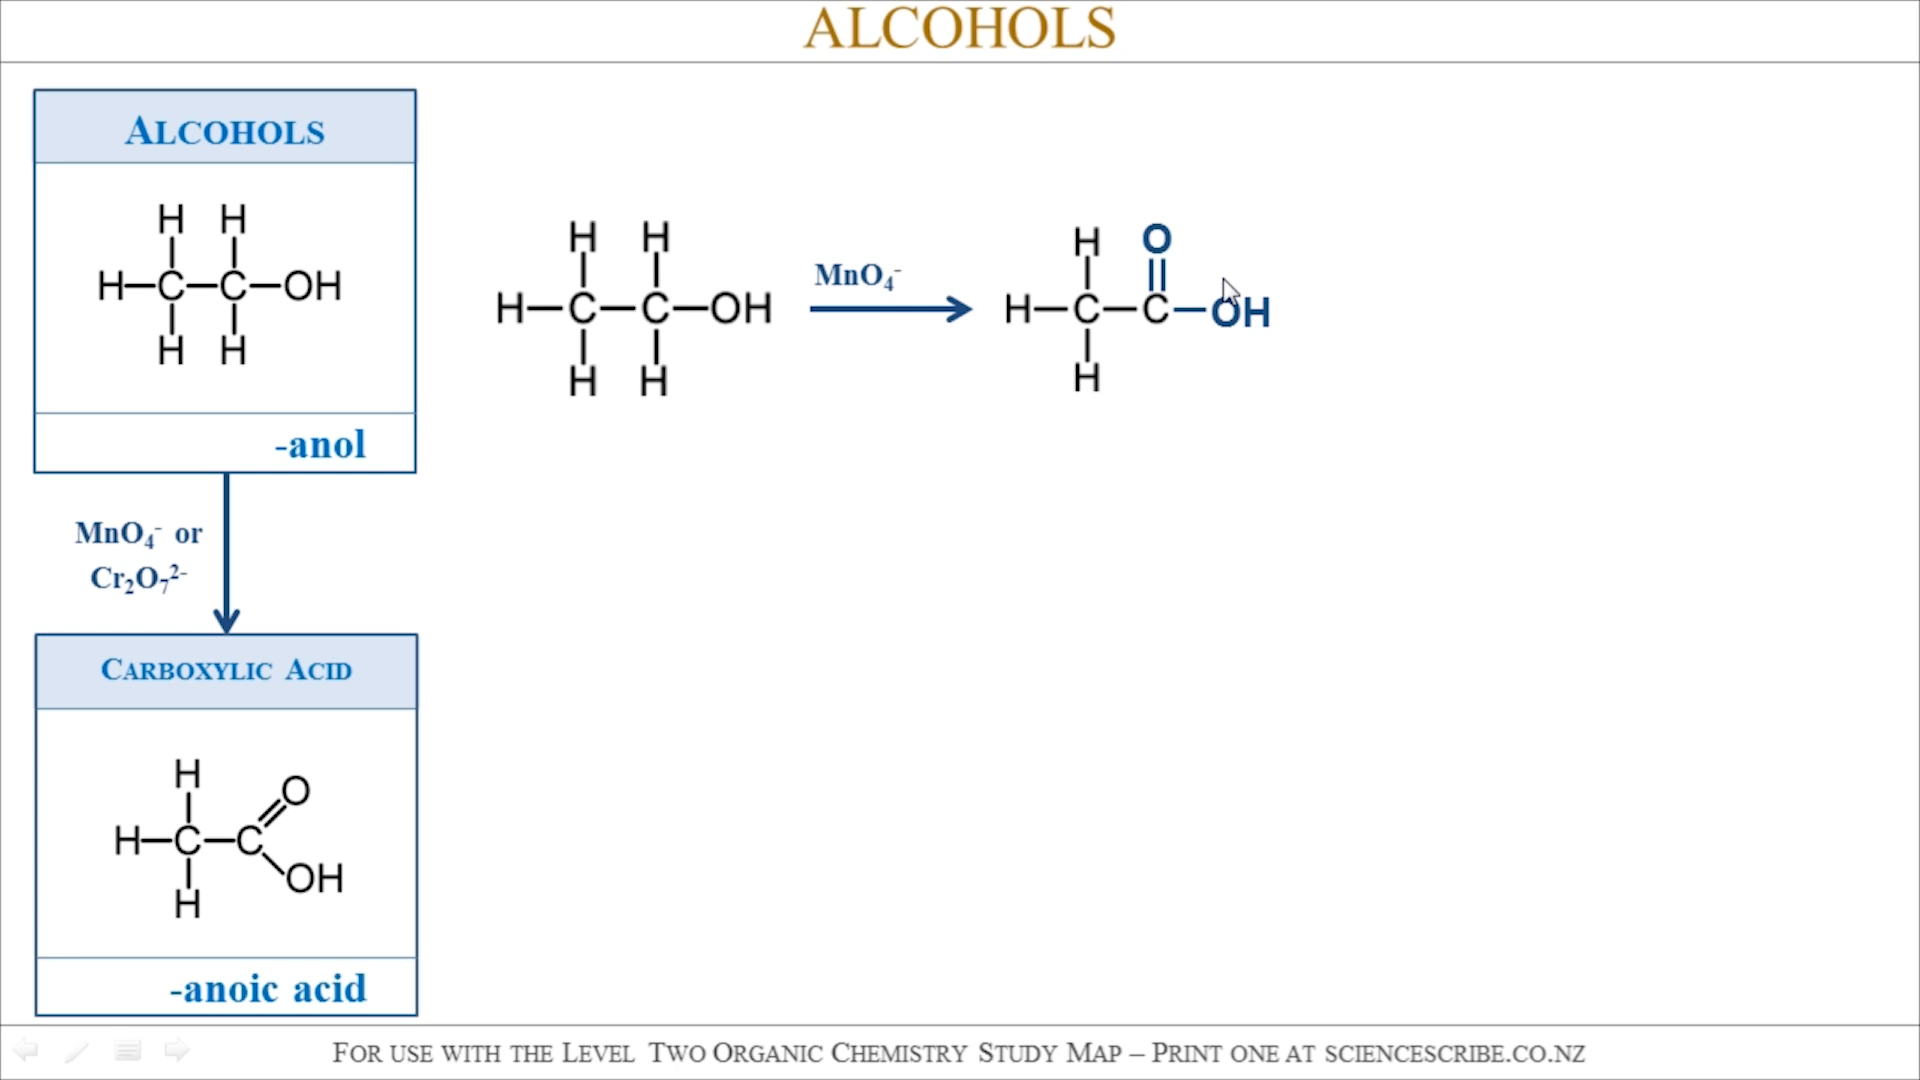 ALCOHOLS
ALCOHOLS
H H
H–C–C–OH
H H
-anol
MnO₄⁻ or
Cr₂O₇²⁻
CARBOXYLIC ACID
H O
H–C–C
OH
H
-anoic acid
H H
H–C–C–OH
H H
MnO₄⁻
H O
H–C–C–OH
H
FOR USE WITH THE LEVEL TWO ORGANIC CHEMISTRY STUDY MAP – PRINT ONE AT SCIENCESCRIBE.CO.NZ